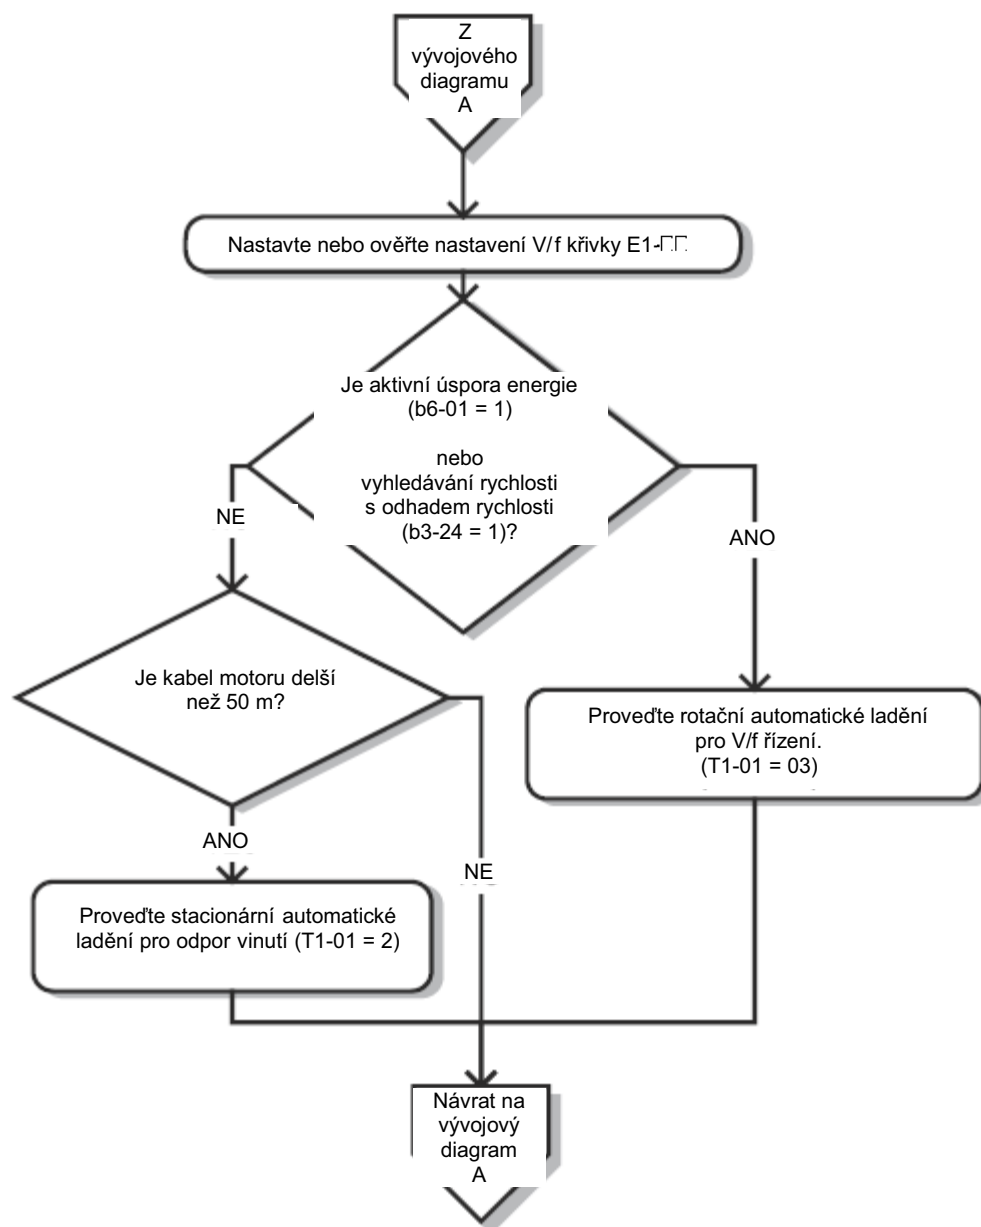 Z
vývojového
diagramu
A
Nastavte nebo ověřte nastavení V/f křivky E1-□□.
Je aktivní úspora energie
(b6-01 = 1)
nebo
vyhledávání rychlosti
s odhadem rychlosti
(b3-24 = 1)?
NE
ANO
Je kabel motoru delší
než 50 m?
Proveďte rotační automatické ladění
pro V/f řízení.
(T1-01 = 03)
ANO
NE
Proveďte stacionární automatické
ladění pro odpor vinutí (T1-01 = 2)
Návrat na
vývojový
diagram
A